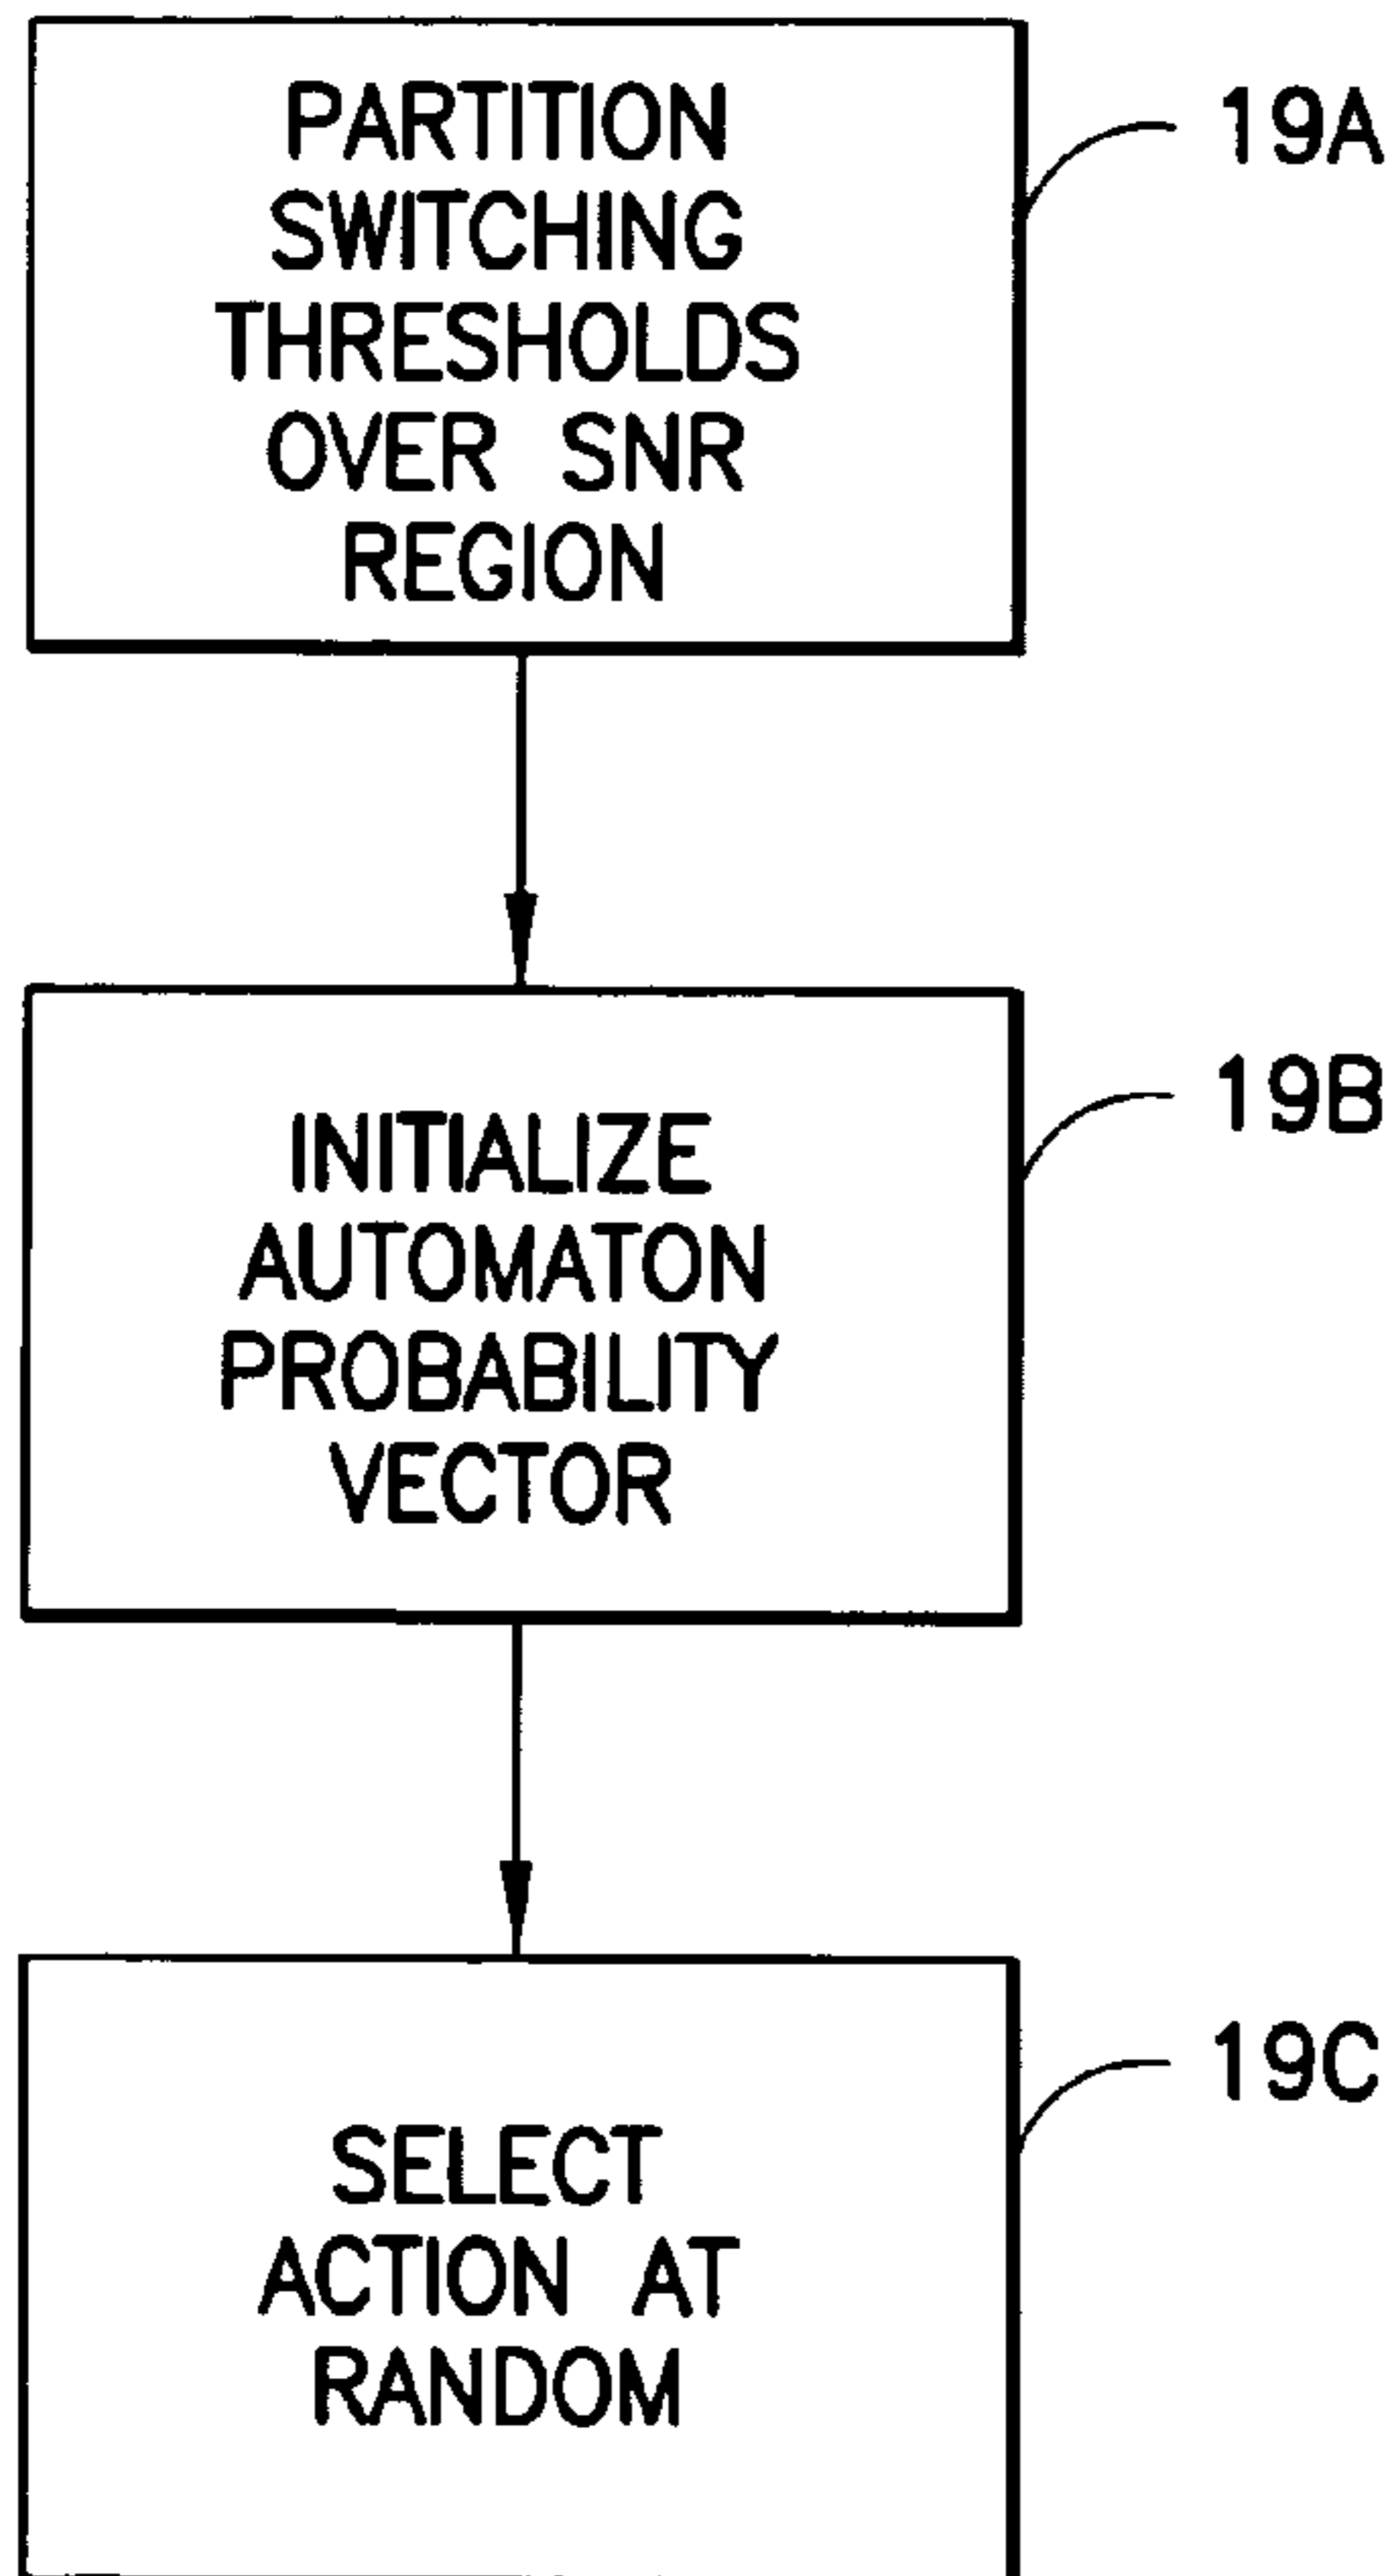 PARTITION
SWITCHING
THRESHOLDS
OVER SNR
REGION
19A
INITIALIZE
AUTOMATON
PROBABILITY
VECTOR
19B
SELECT
ACTION AT
RANDOM
19C